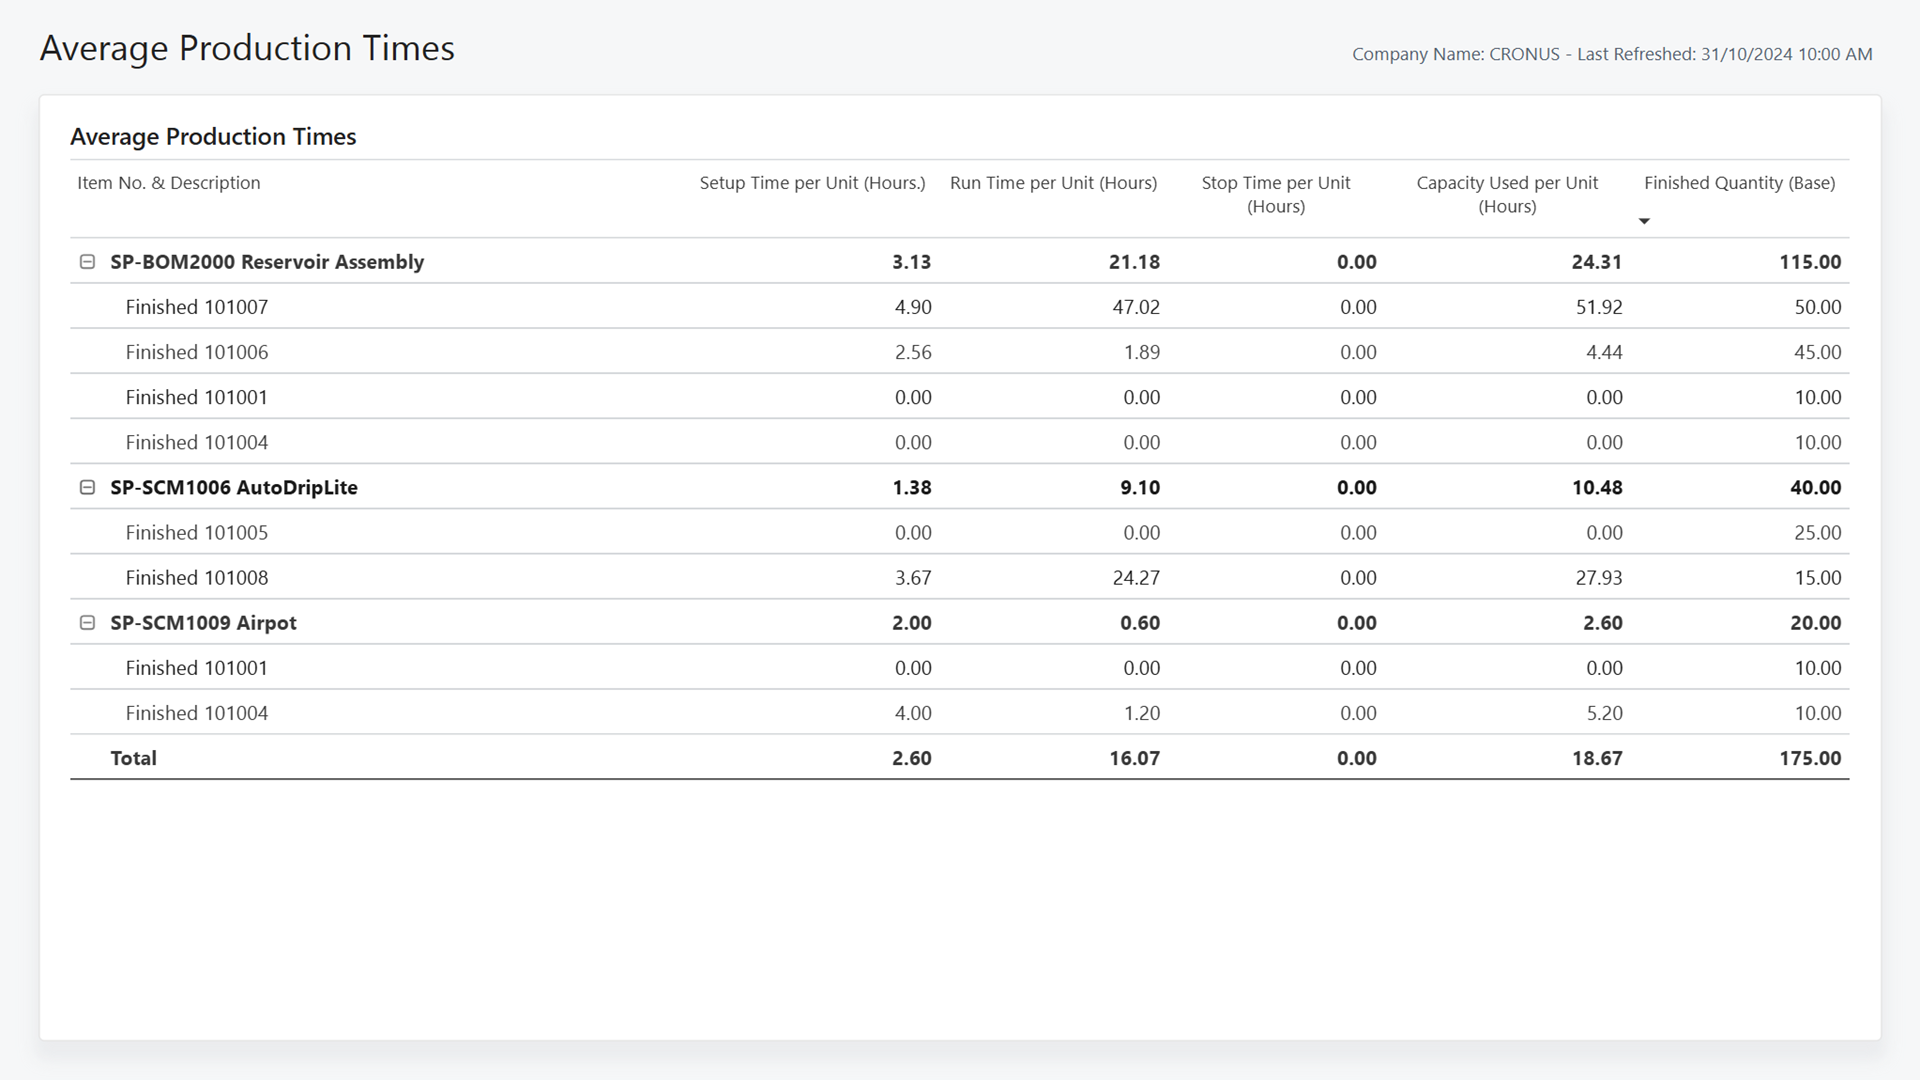 Average Production Times
Company Name: CRONUS - Last Refreshed: 31/10/2024 10:00 AM
Average Production Times
Item No. & Description Setup Time per Unit (Hours.) Run Time per Unit (Hours) Stop Time per Unit (Hours) Capacity Used per Unit (Hours) Finished Quantity (Base)
SP-BOM2000 Reservoir Assembly 3.13 21.18 0.00 24.31 115.00
Finished 101007 4.90 47.02 0.00 51.92 50.00
Finished 101006 2.56 1.89 0.00 4.44 45.00
Finished 101001 0.00 0.00 0.00 0.00 10.00
Finished 101004 0.00 0.00 0.00 0.00 10.00
SP-SCM1006 AutoDripLite 1.38 9.10 0.00 10.48 40.00
Finished 101005 0.00 0.00 0.00 0.00 25.00
Finished 101008 3.67 24.27 0.00 27.93 15.00
SP-SCM1009 Airpot 2.00 0.60 0.00 2.60 20.00
Finished 101001 0.00 0.00 0.00 0.00 10.00
Finished 101004 4.00 1.20 0.00 5.20 10.00
Total 2.60 16.07 0.00 18.67 175.00